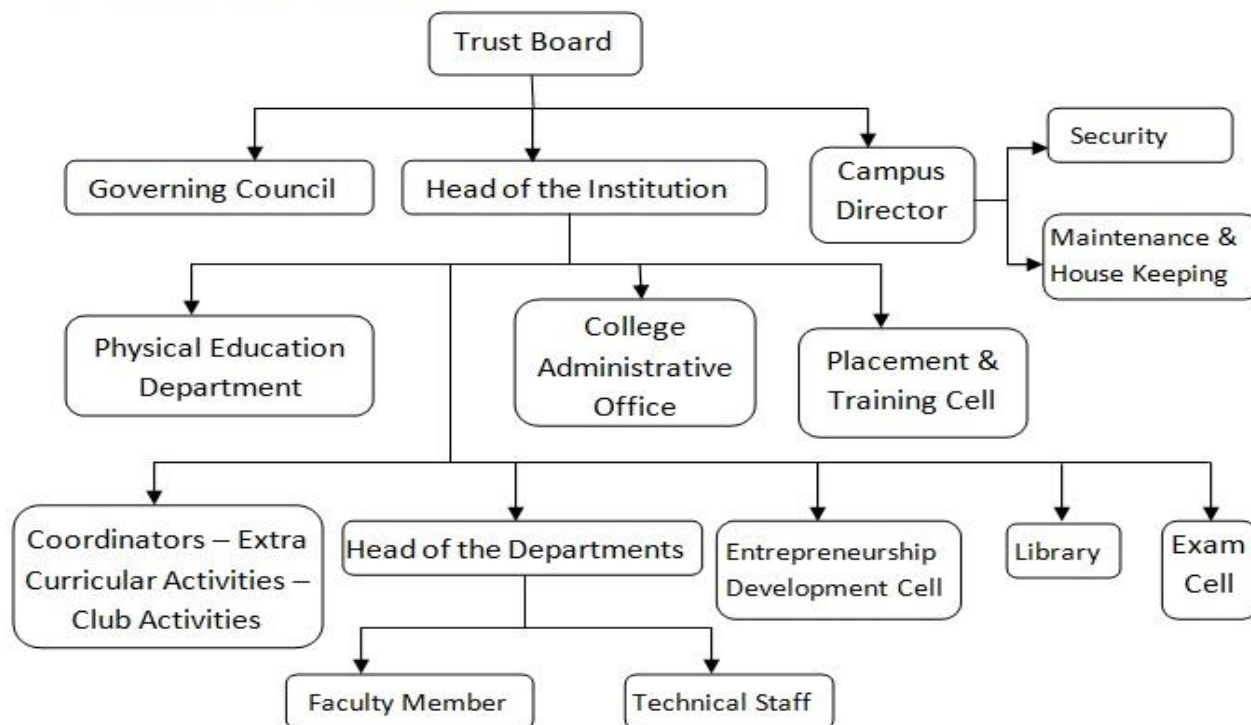 Trust Board
Governing Council
Head of the Institution
Campus
Director
Security
Maintenance &
House Keeping
Physical Education
Department
College
Administrative
Office
Placement &
Training Cell
Coordinators – Extra
Curricular Activities –
Club Activities
Head of the Departments
Entrepreneurship
Development Cell
Library
Exam
Cell
Faculty Member
Technical Staff